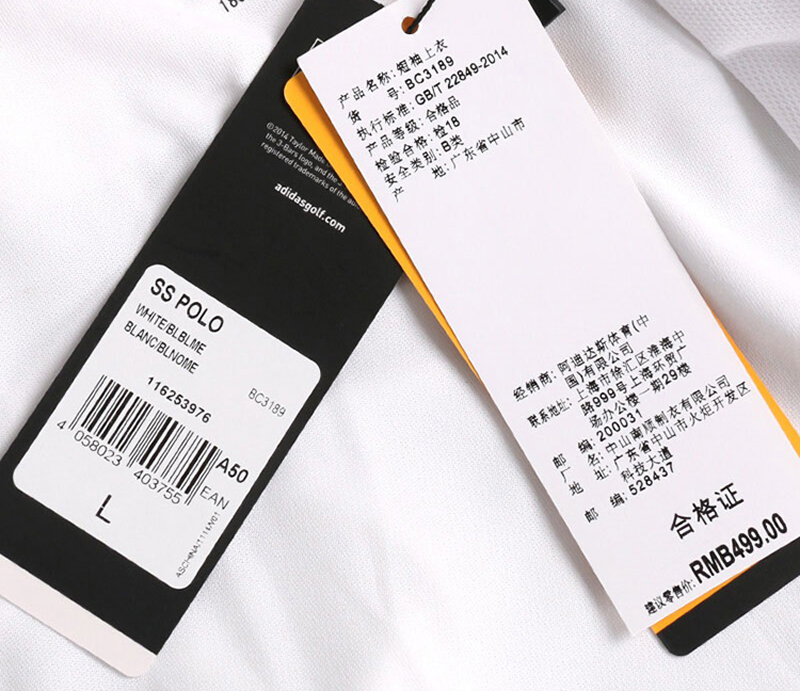 ©2014 Taylor Made
the 3-Bars logo, and the 3
registered trademarks of the adi
adidasgolf.com
SS POLO
WHITE/BLBLME
BLANC/BLNOME
BC3189
116253976
4 058023 403755
A50
EAN
L
产品名称: 短袖上衣
货 号: BC3189
执行标准: GB/T 22849-2014
产品等级: 合格品
检验合格: 检18
安全类别: B类
产 地: 广东省中山市
经销商: 阿迪达斯体育(中
国)有限公司
联系地址: 上海市徐汇区淮海中
路999号上海环贸广
场办公楼一期29楼
邮 编: 200031
厂 名: 中山南顺制衣有限公司
地 址: 广东省中山市火炬开发区
科技大道
邮 编: 528437
合格证
建议零售价: RMB499.00